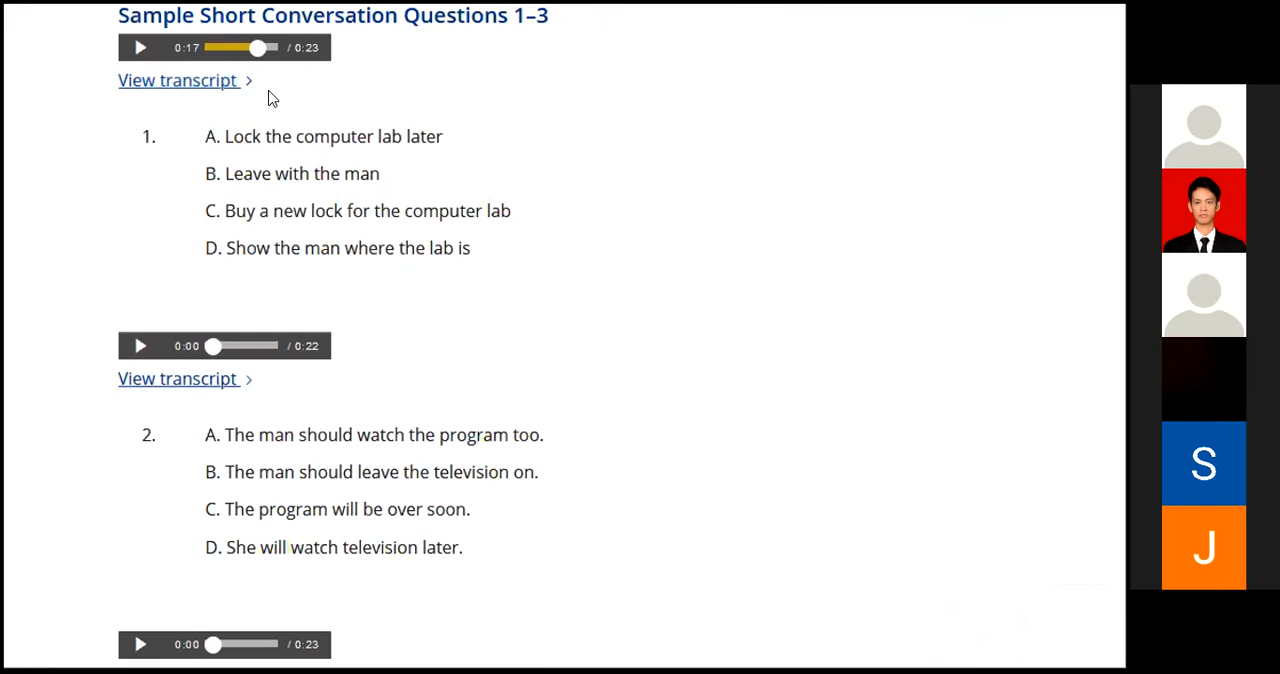 Sample Short Conversation Questions 1–3
0:17 / 0:23
View transcript >
1. A. Lock the computer lab later
B. Leave with the man
C. Buy a new lock for the computer lab
D. Show the man where the lab is
0:00 / 0:22
View transcript >
2. A. The man should watch the program too.
B. The man should leave the television on.
C. The program will be over soon.
D. She will watch television later.
0:00 / 0:23
S
J